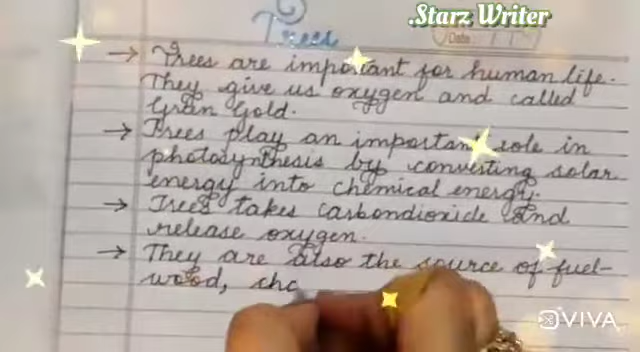 .Starz Writer
Trees
Date
→ Trees are important for human life.
They give us oxygen and called
Gran Gold.
→ Trees play an important role in
photosynthesis by converting solar
energy into chemical energy.
→ Trees takes carbondioxide and
release oxygen.
→ They are also the source of fuel-
wood, cha
VIVA